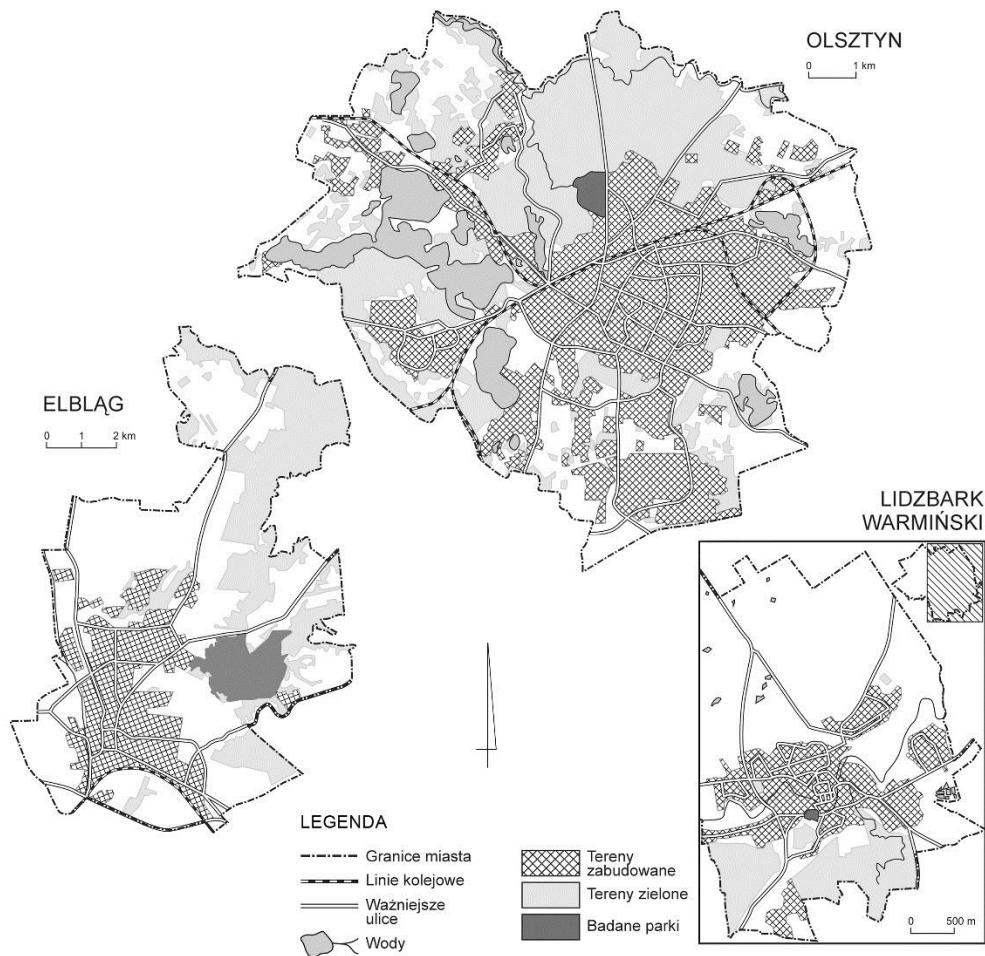 OLSZTYN
0 1 km
ELBLĄG
0 1 2 km
LIDZBARK
WARMIŃSKI
0 500 m
LEGENDA
Granice miasta
Linie kolejowe
Ważniejsze
ulice
Wody
Tereny
zabudowane
Tereny zielone
Badane parki